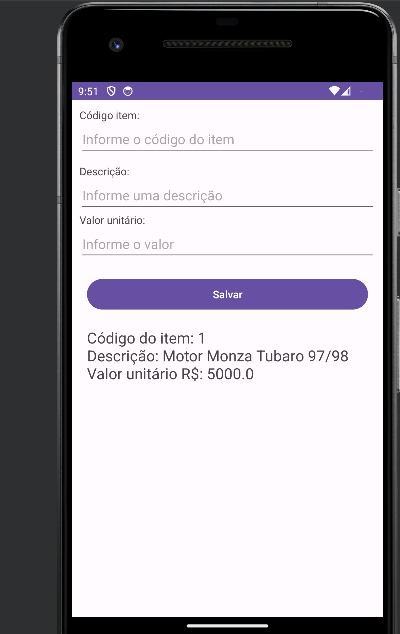 9:51
Código item:
Informe o código do item
Descrição:
Informe uma descrição
Valor unitário:
Informe o valor
Salvar
Código do item: 1
Descrição: Motor Monza Tubaro 97/98
Valor unitário R$: 5000.0